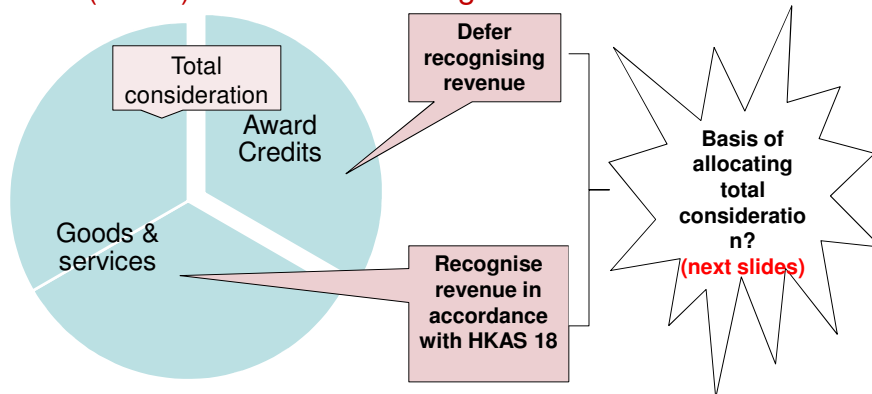 Total
consideration
Award
Credits
Goods &
services
Defer
recognising
revenue
Recognise
revenue in
accordance
with HKAS 18
Basis of
allocating
total
consideratio
n?
(next slides)